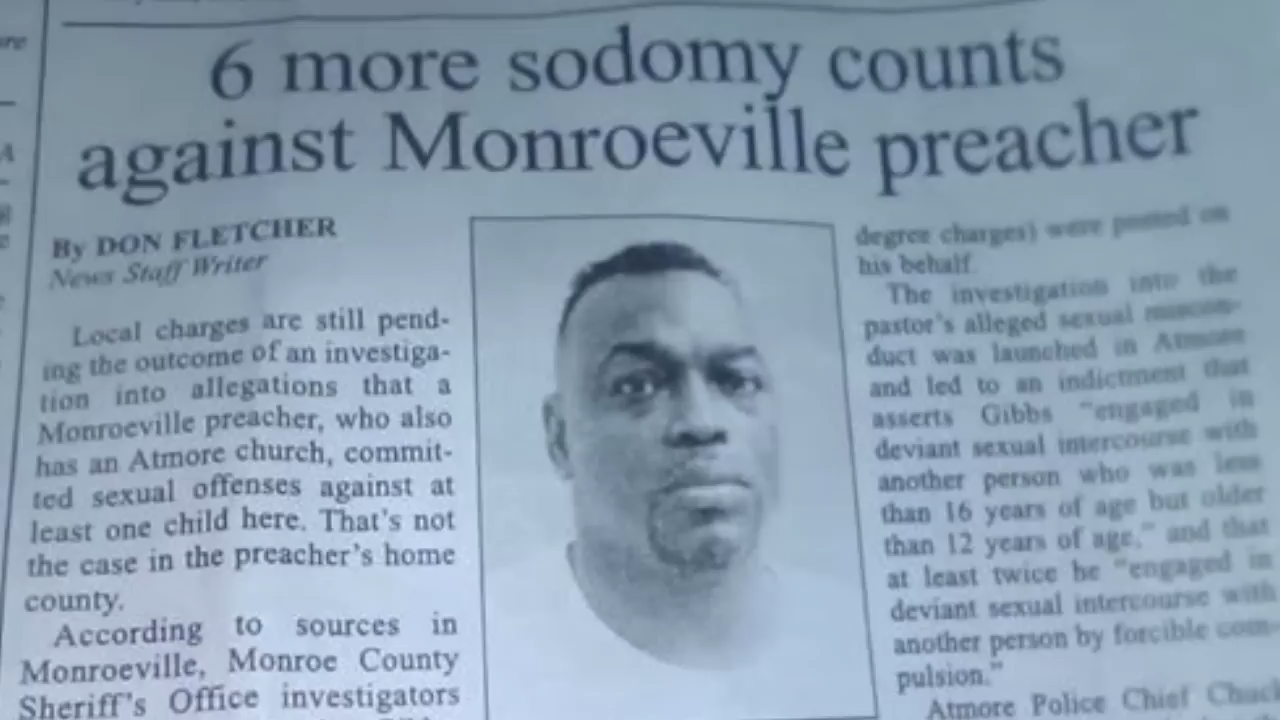 6 more sodomy counts
against Monroeville preacher
By DON FLETCHER
News Staff Writer
Local charges are still pend-
ing the outcome of an investiga-
tion into allegations that a
Monroeville preacher, who also
has an Atmore church, commit-
ted sexual offenses against at
least one child here. That's not
the case in the preacher's home
county.
According to sources in
Monroeville, Monroe County
Sheriff's Office investigators
degree charges) were posted on
his behalf.
The investigation into the
pastor's alleged sexual miscon-
duct was launched in Atmore
and led to an indictment that
asserts Gibbs "engaged in
deviant sexual intercourse with
another person who was less
than 16 years of age but older
than 12 years of age," and that
at least twice he "engaged in
deviant sexual intercourse with
another person by forcible com-
pulsion."
Atmore Police Chief Chuck